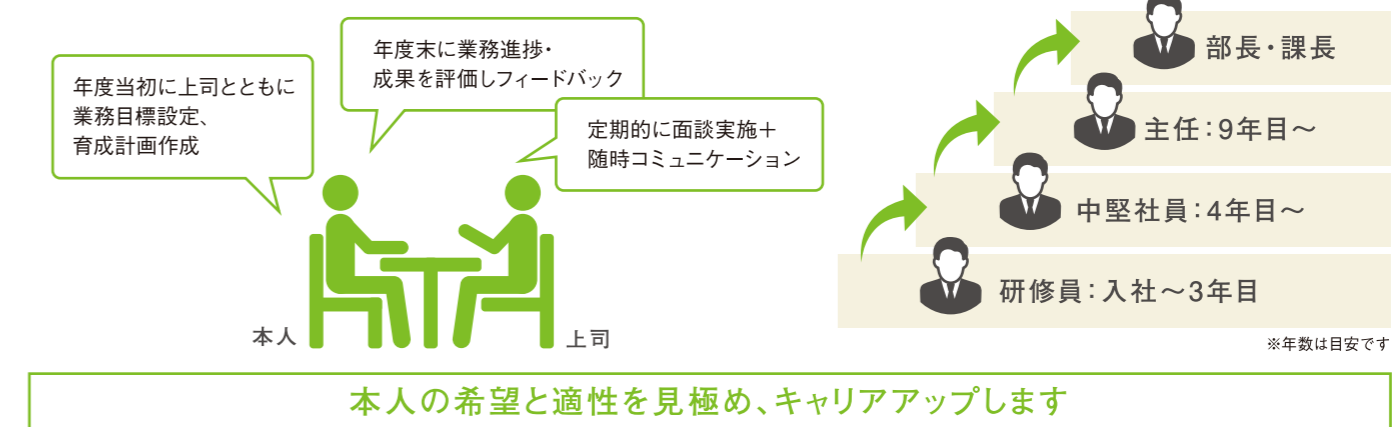 年度当初に上司とともに
業務目標設定、
育成計画作成
年度末に業務進捗・
成果を評価しフィードバック
定期的に面談実施＋
随時コミュニケーション
本人
上司
部長・課長
主任：9年目～
中堅社員：4年目～
研修員：入社～3年目
※年数は目安です
本人の希望と適性を見極め、キャリアアップします